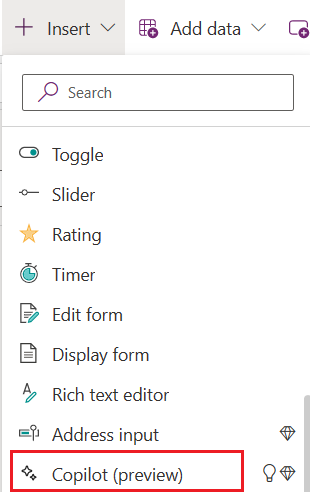 Insert Add data
Search
Toggle
Slider
Rating
Timer
Edit form
Display form
Rich text editor
Address input
Copilot (preview)